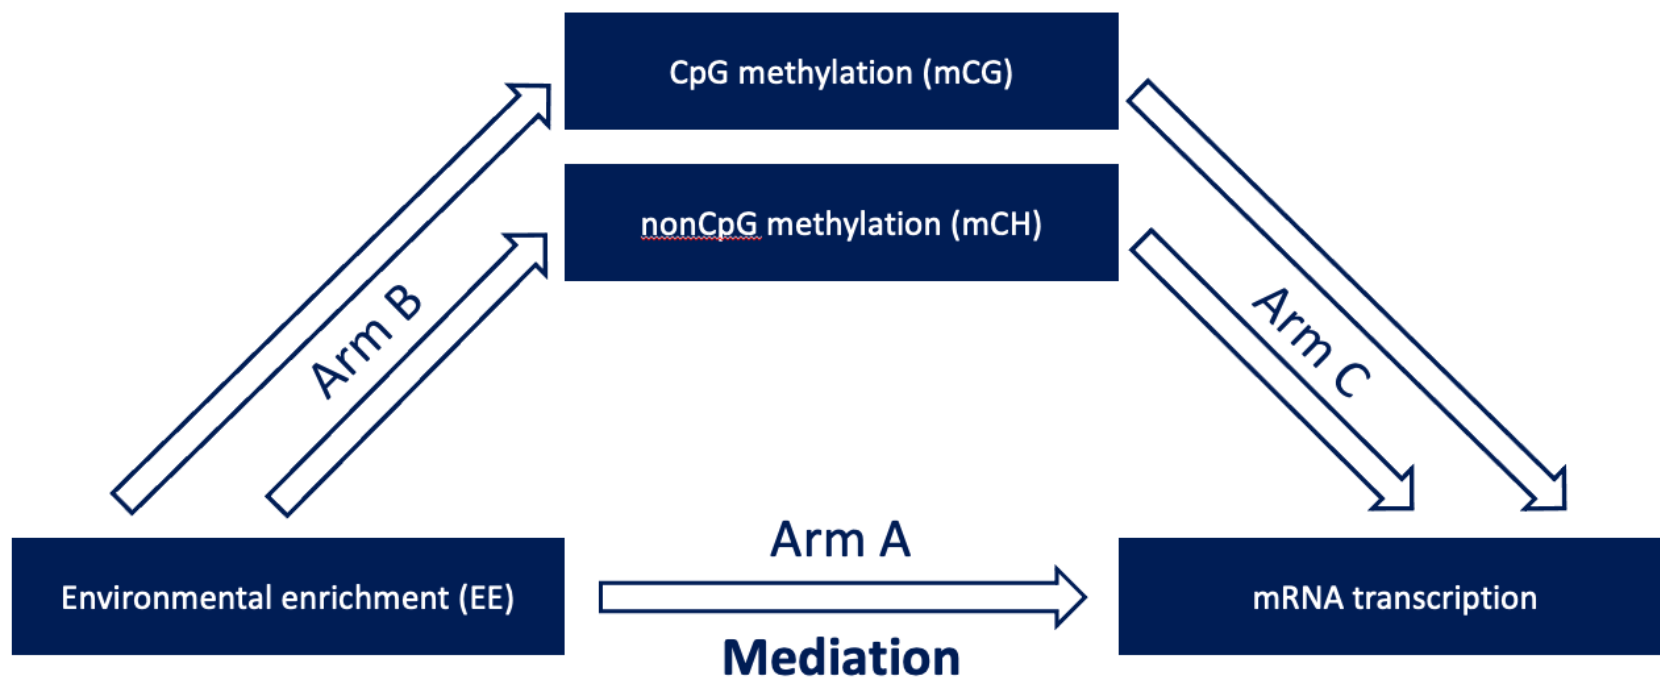 CpG methylation (mCG)
nonCpG methylation (mCH)
Arm B
Arm C
Arm A
Environmental enrichment (EE)
mRNA transcription
Mediation